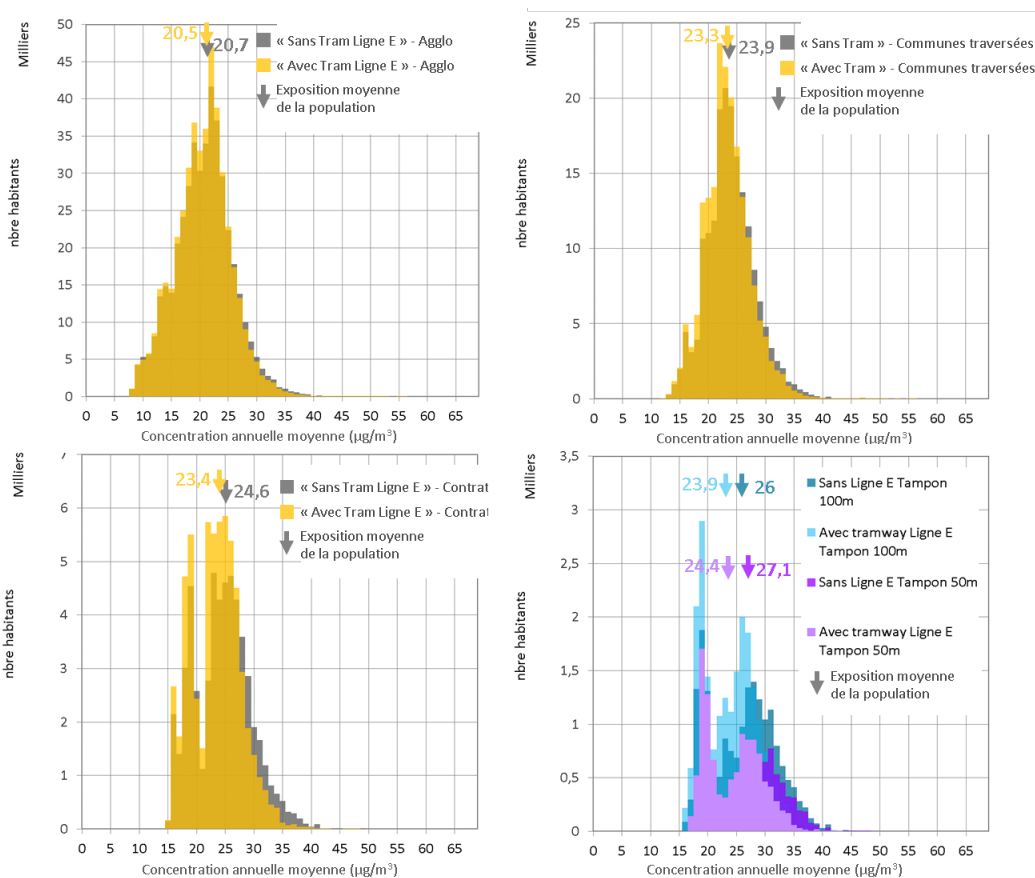 Milliers
nbre habitants
50
45
40
35
30
25
20
15
10
5
0
20,5
20,7
« Sans Tram Ligne E » - Agglo
« Avec Tram Ligne E » - Agglo
Exposition moyenne
de la population
0 5 10 15 20 25 30 35 40 45 50 55 60 65
Concentration annuelle moyenne (µg/m³)
Milliers
nbre habitants
25
20
15
10
5
0
23,3
23,9
« Sans Tram » - Communes traversées
« Avec Tram » - Communes traversées
Exposition moyenne
de la population
0 5 10 15 20 25 30 35 40 45 50 55 60 65
Concentration annuelle moyenne (µg/m³)
Milliers
nbre habitants
7
6
5
4
3
2
1
0
23,4
24,6
« Sans Tram Ligne E » - Contrat
« Avec Tram Ligne E » - Contrat
Exposition moyenne
de la population
0 5 10 15 20 25 30 35 40 45 50 55 60 65
Concentration annuelle moyenne (µg/m³)
Milliers
nbre habitants
3,5
3
2,5
2
1,5
1
0,5
0
23,9
26
24,4
27,1
Sans Ligne E Tampon
100m
Avec tramway Ligne E
Tampon 100m
Sans Ligne E Tampon 50m
Avec tramway Ligne E
Tampon 50m
Exposition moyenne
de la population
0 5 10 15 20 25 30 35 40 45 50 55 60 65
Concentration annuelle moyenne (µg/m³)